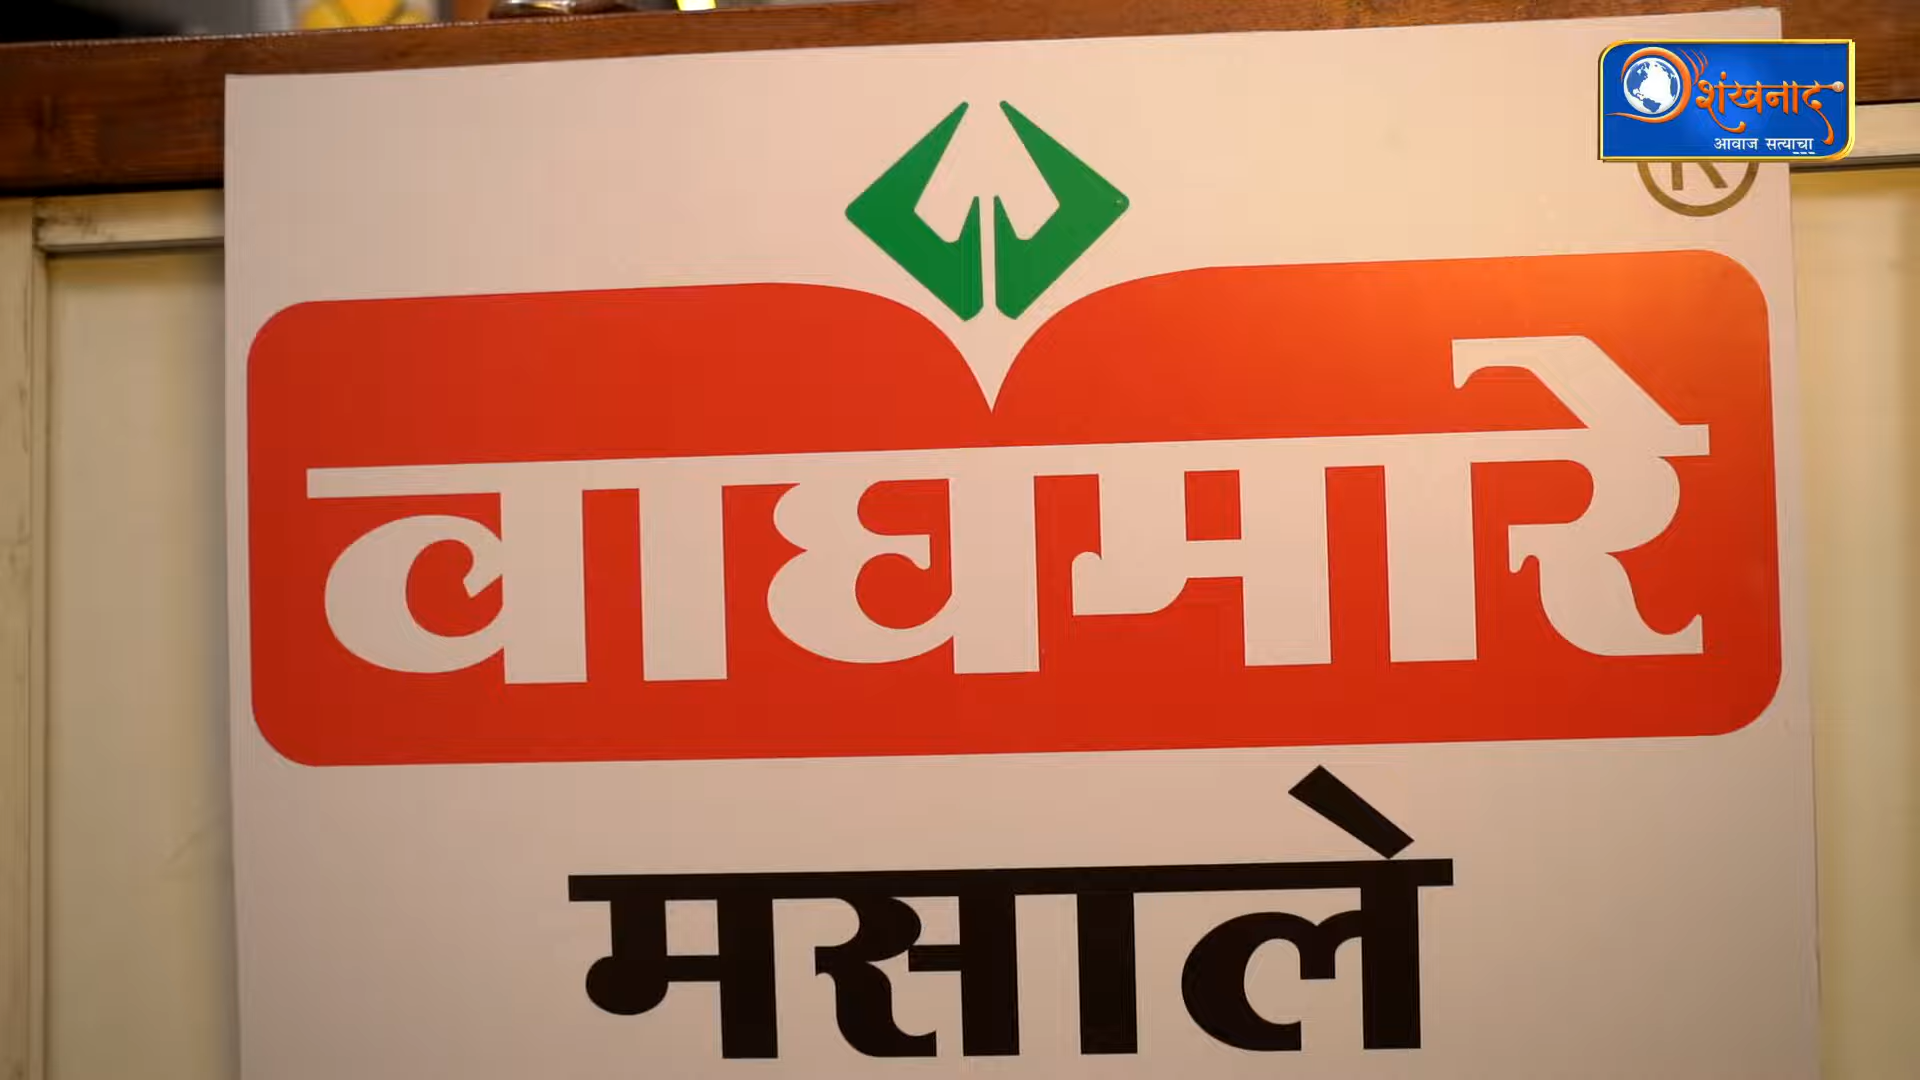 शंखनाद
आवाज सत्याचा
वाघमारे
मसाले